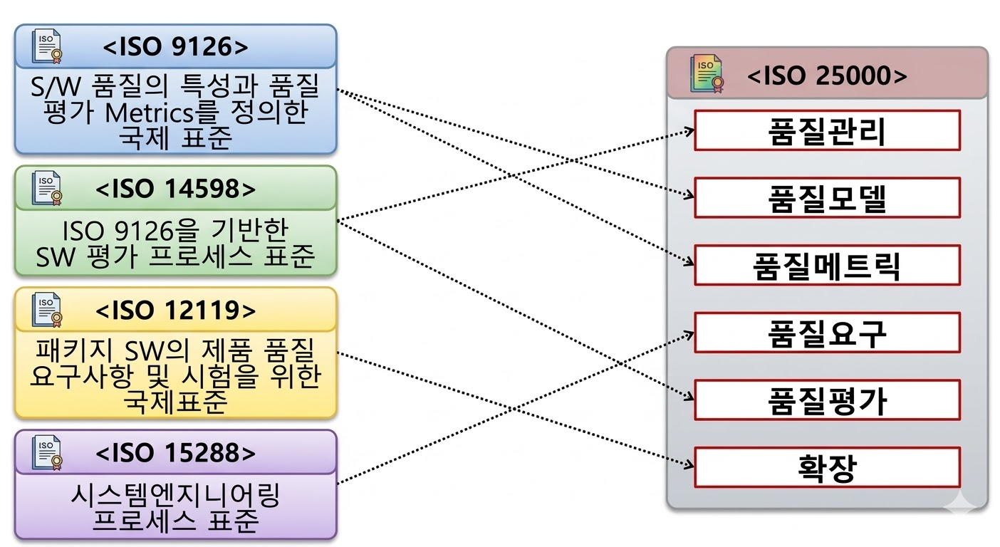 ISO
<ISO 9126>
S/W 품질의 특성과 품질
평가 Metrics를 정의한
국제 표준
ISO
<ISO 14598>
ISO 9126을 기반한
SW 평가 프로세스 표준
ISO
<ISO 12119>
패키지 SW의 제품 품질
요구사항 및 시험을 위한
국제표준
ISO
<ISO 15288>
시스템엔지니어링
프로세스 표준
ISO
<ISO 25000>
품질관리
품질모델
품질메트릭
품질요구
품질평가
확장